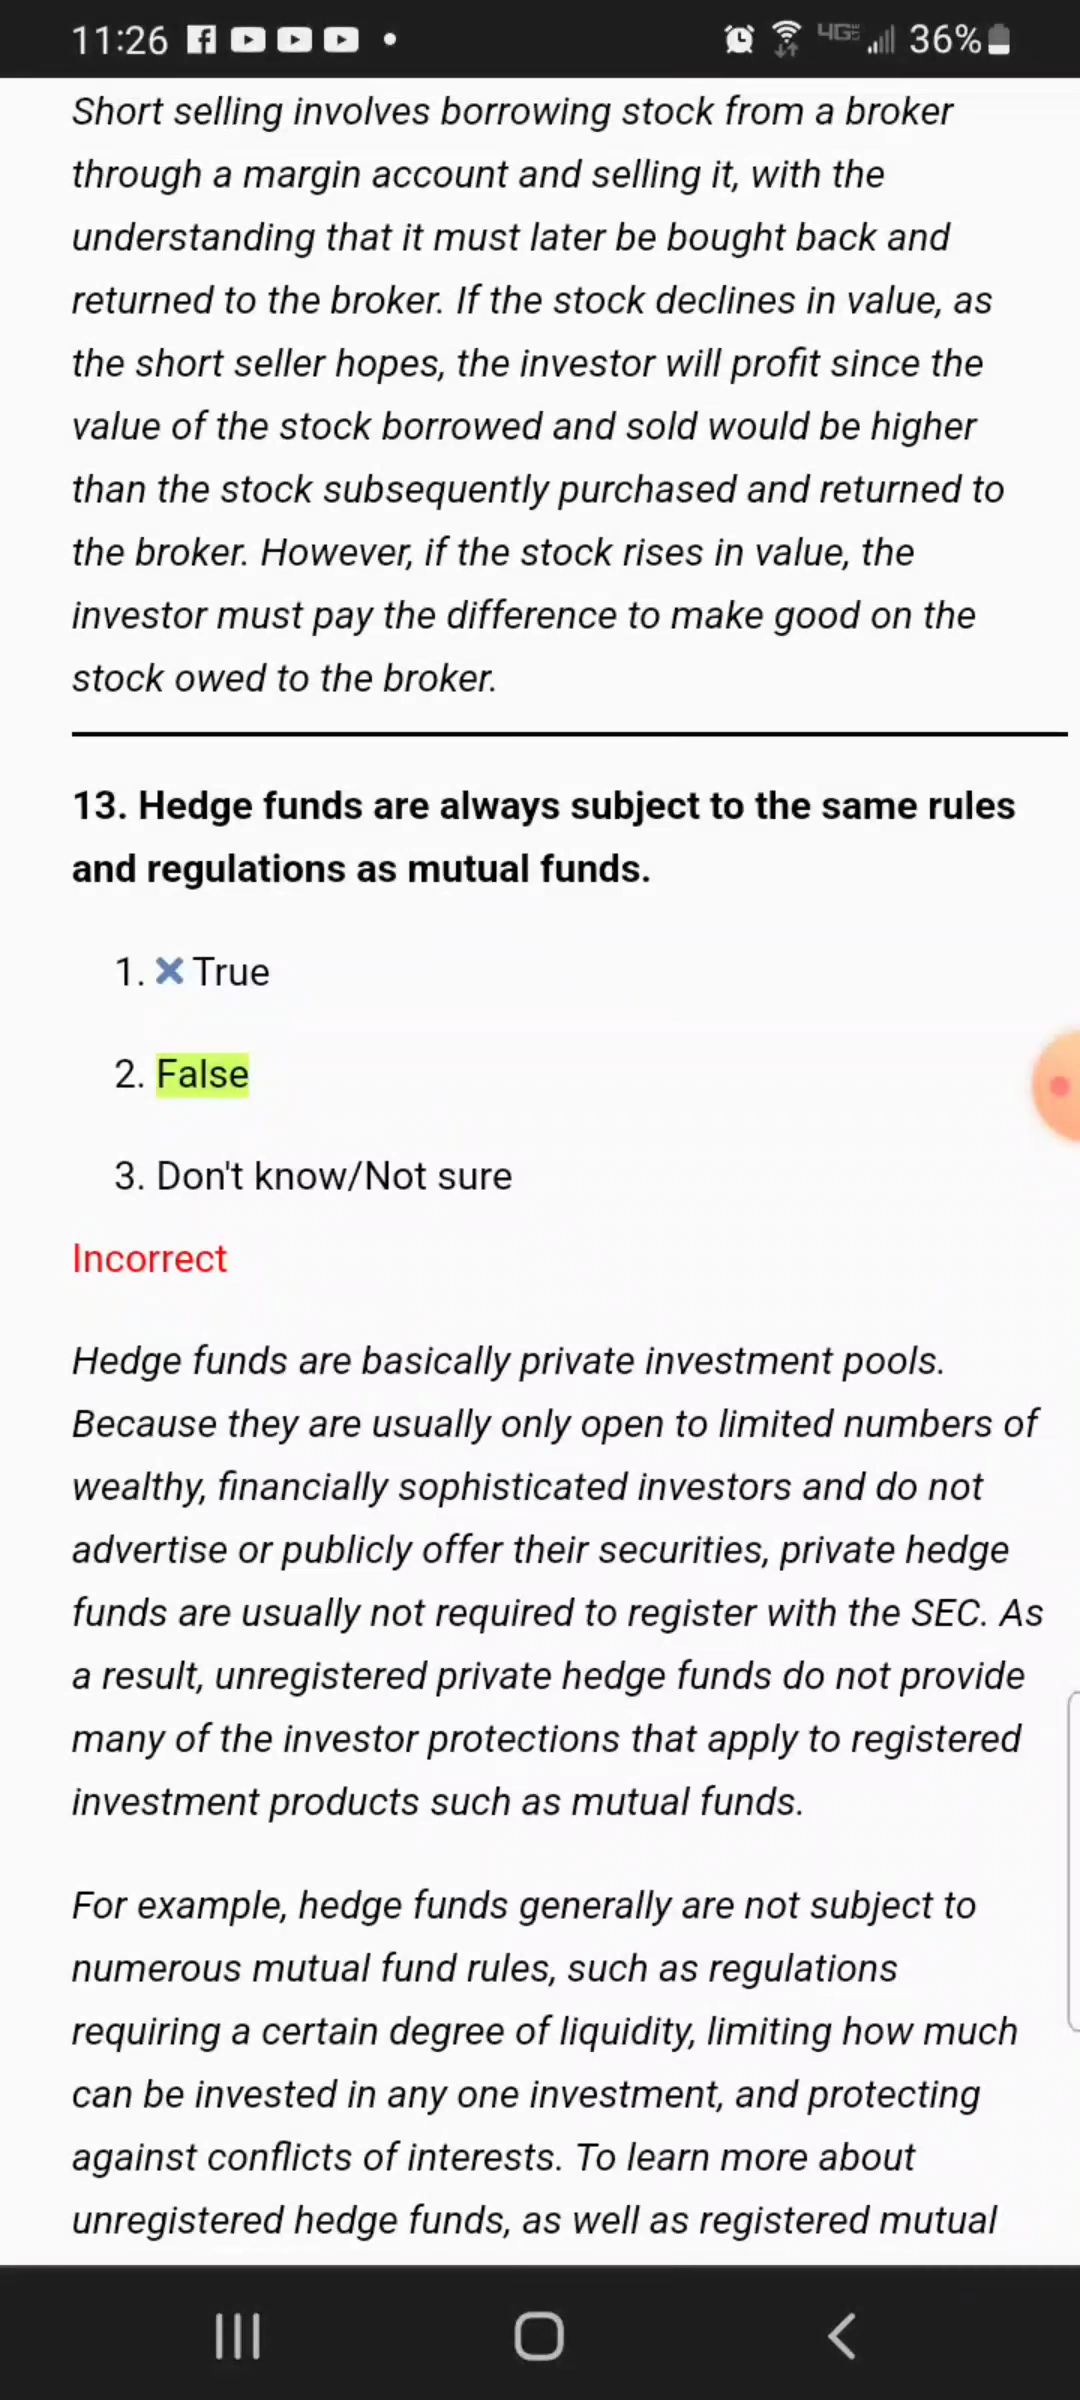 11:26
4G
36%
Short selling involves borrowing stock from a broker
through a margin account and selling it, with the
understanding that it must later be bought back and
returned to the broker. If the stock declines in value, as
the short seller hopes, the investor will profit since the
value of the stock borrowed and sold would be higher
than the stock subsequently purchased and returned to
the broker. However, if the stock rises in value, the
investor must pay the difference to make good on the
stock owed to the broker.
13. Hedge funds are always subject to the same rules
and regulations as mutual funds.
1. ✕ True
2. False
3. Don't know/Not sure
Incorrect
Hedge funds are basically private investment pools.
Because they are usually only open to limited numbers of
wealthy, financially sophisticated investors and do not
advertise or publicly offer their securities, private hedge
funds are usually not required to register with the SEC. As
a result, unregistered private hedge funds do not provide
many of the investor protections that apply to registered
investment products such as mutual funds.
For example, hedge funds generally are not subject to
numerous mutual fund rules, such as regulations
requiring a certain degree of liquidity, limiting how much
can be invested in any one investment, and protecting
against conflicts of interests. To learn more about
unregistered hedge funds, as well as registered mutual